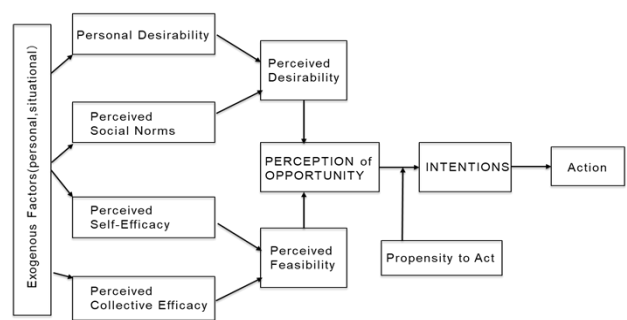 Exogenous Factors(personal,situational)
Personal Desirability
Perceived
Social Norms
Perceived
Self-Efficacy
Perceived
Collective Efficacy
Perceived
Desirability
Perceived
Feasibility
PERCEPTION of
OPPORTUNITY
INTENTIONS
Propensity to Act
Action